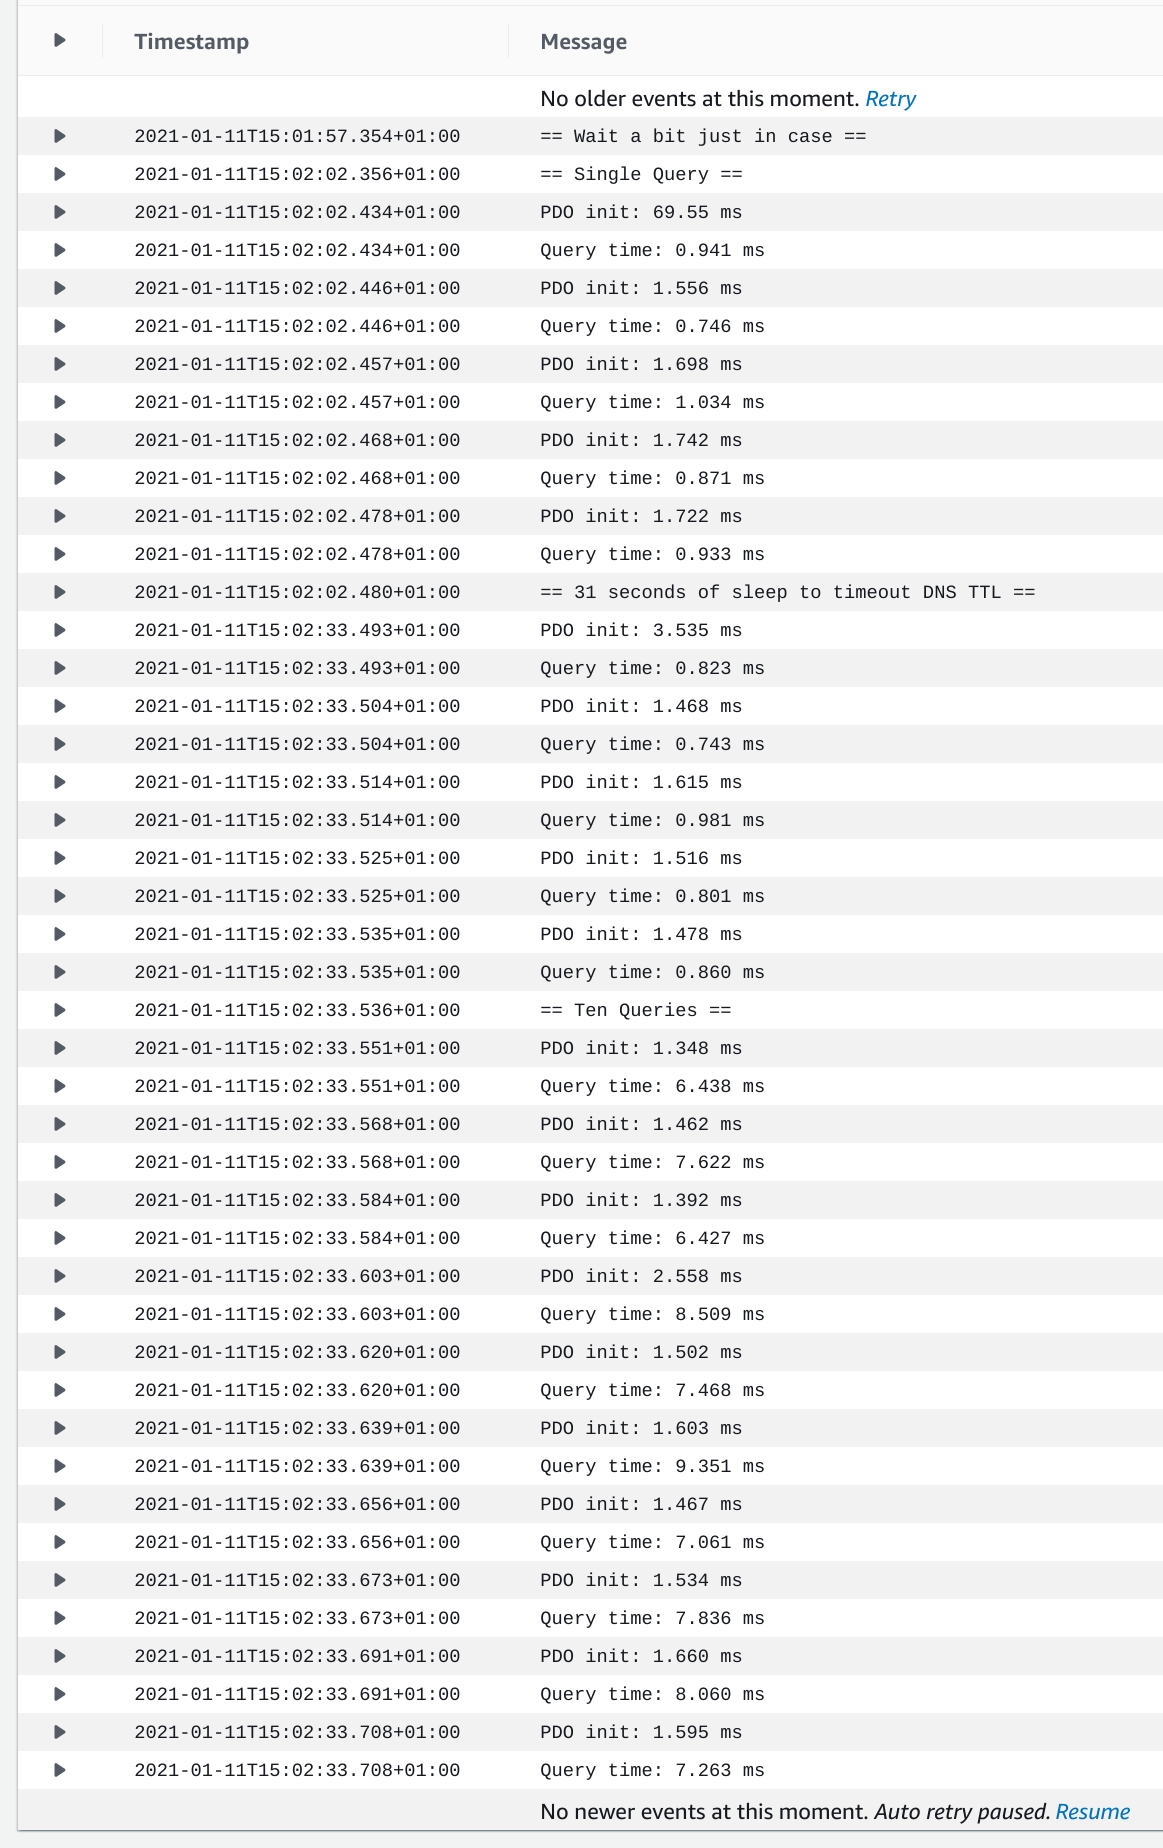 Timestamp Message
No older events at this moment. Retry
2021-01-11T15:01:57.354+01:00 == Wait a bit just in case ==
2021-01-11T15:02:02.356+01:00 == Single Query ==
2021-01-11T15:02:02.434+01:00 PDO init: 69.55 ms
2021-01-11T15:02:02.434+01:00 Query time: 0.941 ms
2021-01-11T15:02:02.446+01:00 PDO init: 1.556 ms
2021-01-11T15:02:02.446+01:00 Query time: 0.746 ms
2021-01-11T15:02:02.457+01:00 PDO init: 1.698 ms
2021-01-11T15:02:02.457+01:00 Query time: 1.034 ms
2021-01-11T15:02:02.468+01:00 PDO init: 1.742 ms
2021-01-11T15:02:02.468+01:00 Query time: 0.871 ms
2021-01-11T15:02:02.478+01:00 PDO init: 1.722 ms
2021-01-11T15:02:02.478+01:00 Query time: 0.933 ms
2021-01-11T15:02:02.480+01:00 == 31 seconds of sleep to timeout DNS TTL ==
2021-01-11T15:02:33.493+01:00 PDO init: 3.535 ms
2021-01-11T15:02:33.493+01:00 Query time: 0.823 ms
2021-01-11T15:02:33.504+01:00 PDO init: 1.468 ms
2021-01-11T15:02:33.504+01:00 Query time: 0.743 ms
2021-01-11T15:02:33.514+01:00 PDO init: 1.615 ms
2021-01-11T15:02:33.514+01:00 Query time: 0.981 ms
2021-01-11T15:02:33.525+01:00 PDO init: 1.516 ms
2021-01-11T15:02:33.525+01:00 Query time: 0.801 ms
2021-01-11T15:02:33.535+01:00 PDO init: 1.478 ms
2021-01-11T15:02:33.535+01:00 Query time: 0.860 ms
2021-01-11T15:02:33.536+01:00 == Ten Queries ==
2021-01-11T15:02:33.551+01:00 PDO init: 1.348 ms
2021-01-11T15:02:33.551+01:00 Query time: 6.438 ms
2021-01-11T15:02:33.568+01:00 PDO init: 1.462 ms
2021-01-11T15:02:33.568+01:00 Query time: 7.622 ms
2021-01-11T15:02:33.584+01:00 PDO init: 1.392 ms
2021-01-11T15:02:33.584+01:00 Query time: 6.427 ms
2021-01-11T15:02:33.603+01:00 PDO init: 2.558 ms
2021-01-11T15:02:33.603+01:00 Query time: 8.509 ms
2021-01-11T15:02:33.620+01:00 PDO init: 1.502 ms
2021-01-11T15:02:33.620+01:00 Query time: 7.468 ms
2021-01-11T15:02:33.639+01:00 PDO init: 1.603 ms
2021-01-11T15:02:33.639+01:00 Query time: 9.351 ms
2021-01-11T15:02:33.656+01:00 PDO init: 1.467 ms
2021-01-11T15:02:33.656+01:00 Query time: 7.061 ms
2021-01-11T15:02:33.673+01:00 PDO init: 1.534 ms
2021-01-11T15:02:33.673+01:00 Query time: 7.836 ms
2021-01-11T15:02:33.691+01:00 PDO init: 1.660 ms
2021-01-11T15:02:33.691+01:00 Query time: 8.060 ms
2021-01-11T15:02:33.708+01:00 PDO init: 1.595 ms
2021-01-11T15:02:33.708+01:00 Query time: 7.263 ms
No newer events at this moment. Auto retry paused. Resume